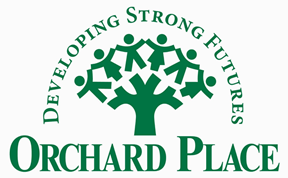 DEVELOPING STRONG FUTURES
ORCHARD PLACE